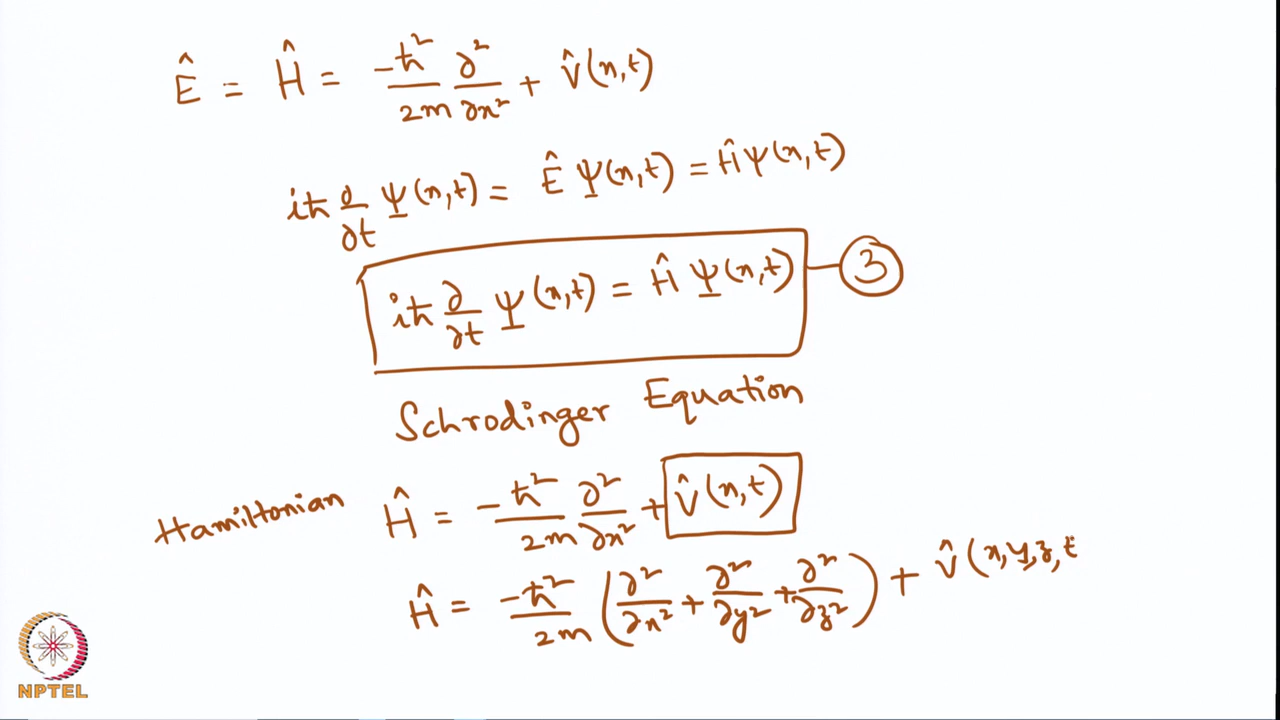 Ê = Ĥ = -ħ²/2m ∂²/∂x² + V̂(x,t)
iħ ∂/∂t Ψ(x,t) = Ê Ψ(x,t) = Ĥ Ψ(x,t)
iħ ∂/∂t Ψ(x,t) = Ĥ Ψ(x,t) — 3
Schrodinger Equation
Hamiltonian Ĥ = -ħ²/2m ∂²/∂x² + V̂(x,t)
Ĥ = -ħ²/2m (∂²/∂x² + ∂²/∂y² + ∂²/∂z²) + V̂(x,y,z,t
NPTEL